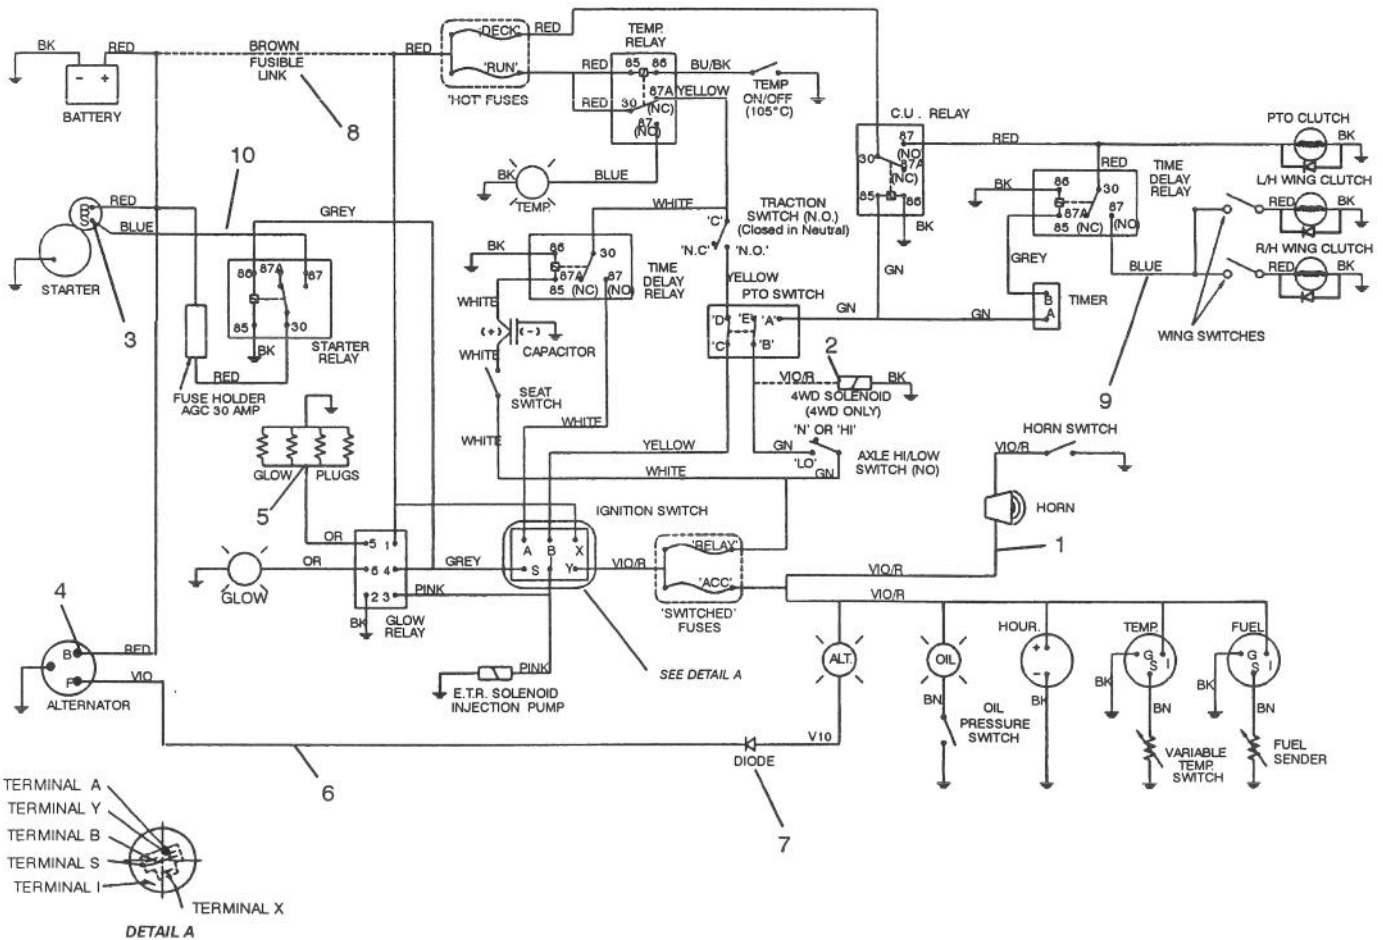 'DECK' RED
BK RED BROWN RED
FUSIBLE
LINK
'RUN'
'HOT' FUSES
- +
BATTERY
8
TEMP.
RELAY
RED 85 86 BU/BK
RED 30 87A YELLOW
(NC)
87
(NC)
TEMP
ON/OFF
(105°C)
BK BLUE
TEMP.
C.U. RELAY
87
(NO)
30 87A
(NC)
85 86
BK
RED
RED
PTO CLUTCH
BK
L/H WING CLUTCH
RED BK
R/H WING CLUTCH
RED BK
TIME
DELAY
RELAY
BK 86 30
87A 87
85 (NC) (NO)
GREY
BLUE
B
A
TIMER
GN GN
WING SWITCHES
9
10
B RED
S BLUE
STARTER
3
GREY
86 87A 87
85 30
BK
STARTER
RELAY
RED
FUSE HOLDER
AGC 30 AMP
WHITE
BK 86 30
87A 87
85 (NC) (NO)
TIME
DELAY
RELAY
WHITE
(+) (-)
CAPACITOR
WHITE
SEAT
SWITCH
WHITE
WHITE
TRACTION
SWITCH (N.O.)
(Closed in Neutral)
'C'
'N.C' 'N.O.'
YELLOW
PTO SWITCH
'D' 'E' 'A'
'C' 'B'
GN
2
VIO/R BK
4WD SOLENOID
(4WD ONLY)
'N' OR 'HI'
GN
'LO' GN
AXLE HI/LOW
SWITCH (NO)
YELLOW
WHITE
HORN SWITCH
VIO/R
HORN
1
GLOW PLUGS
5
OR
OR
GLOW
5 1
6 4
2 3
BK
GLOW
RELAY
GREY
PINK
IGNITION SWITCH
A B X
S Y
VIO/R
'RELAY'
'ACC'
'SWITCHED'
FUSES
SEE DETAIL A
VIO/R
VIO/R
PINK
E.T.R. SOLENOID
INJECTION PUMP
4
B RED
VIO
ALTERNATOR
6
DIODE
7
V10
ALT.
OIL
BN
OIL
PRESSURE
SWITCH
HOUR.
+
-
BK
TEMP.
G
S I
BK
BN
VARIABLE
TEMP.
SWITCH
FUEL
G
S I
BK
BN
FUEL
SENDER
TERMINAL A
TERMINAL Y
TERMINAL B
TERMINAL S
TERMINAL I
TERMINAL X
DETAIL A